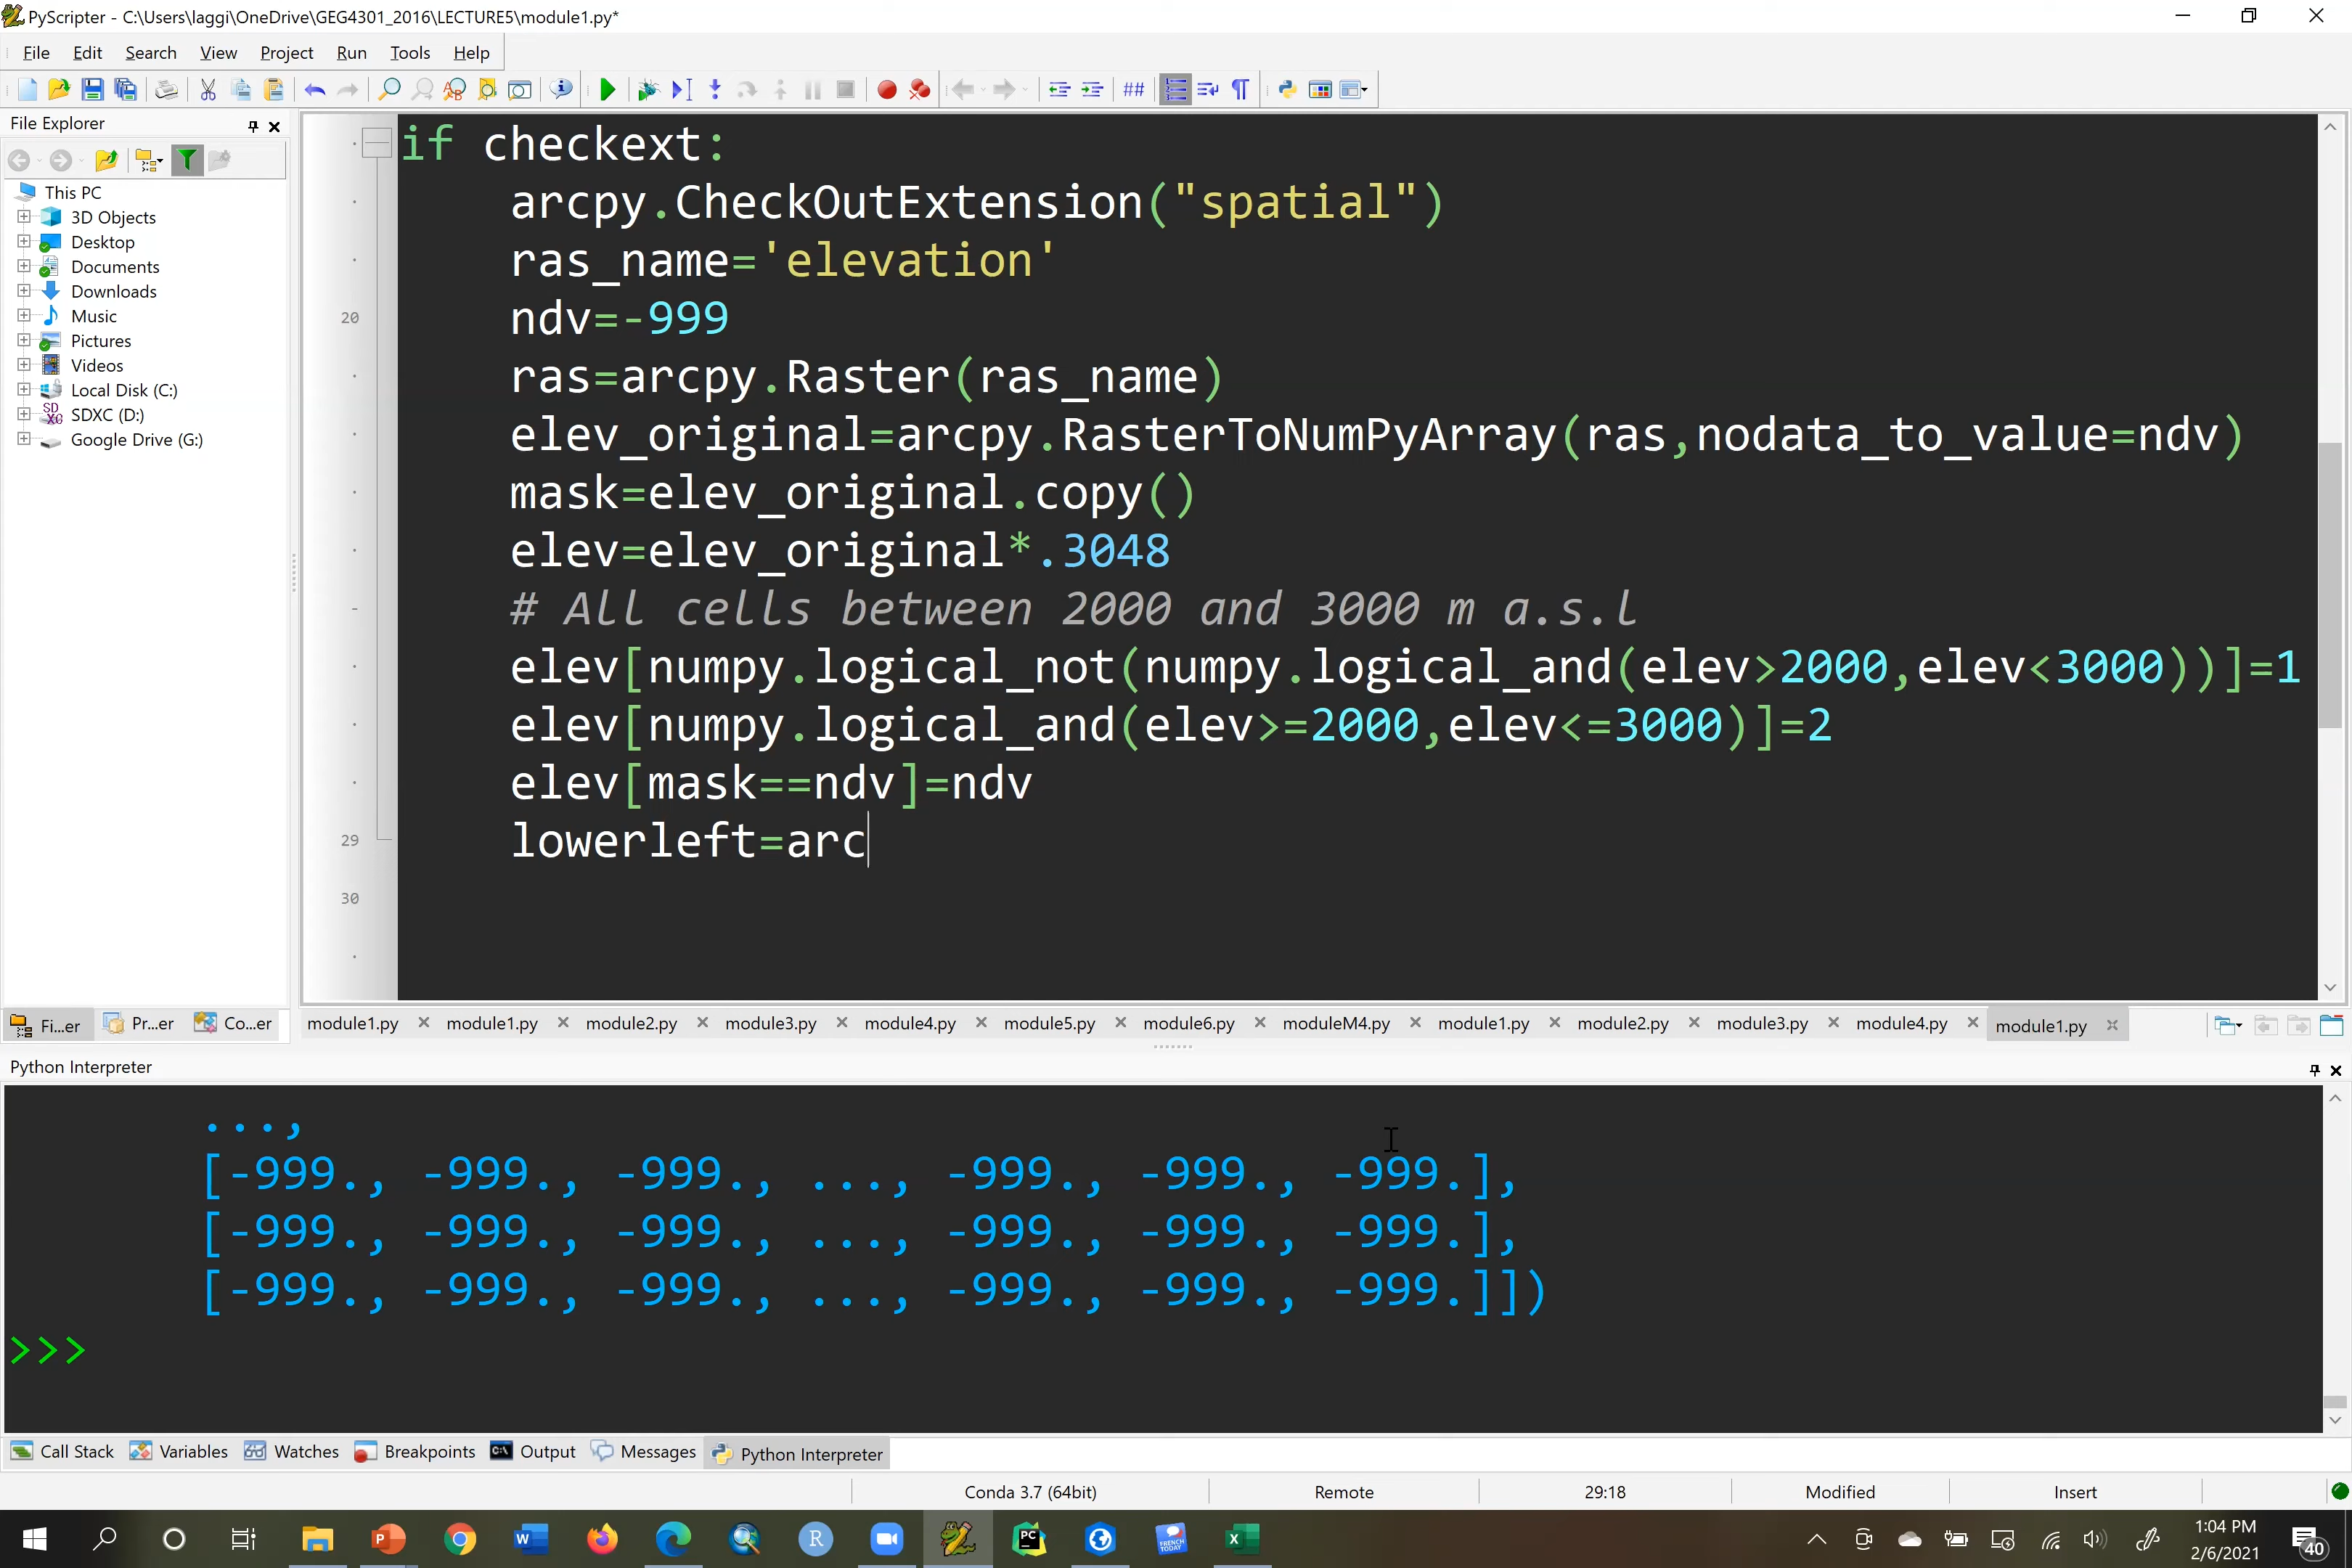 PyScripter - C:\Users\laggi\OneDrive\GEG4301_2016\LECTURE5\module1.py*
File Edit Search View Project Run Tools Help
File Explorer
This PC
3D Objects
Desktop
Documents
Downloads
Music
Pictures
Videos
Local Disk (C:)
SDXC (D:)
Google Drive (G:)
if checkext:
arcpy.CheckOutExtension("spatial")
ras_name='elevation'
20 ndv=-999
ras=arcpy.Raster(ras_name)
elev_original=arcpy.RasterToNumPyArray(ras,nodata_to_value=ndv)
mask=elev_original.copy()
elev=elev_original*.3048
# All cells between 2000 and 3000 m a.s.l
elev[numpy.logical_not(numpy.logical_and(elev>2000,elev<3000))]=1
elev[numpy.logical_and(elev>=2000,elev<=3000)]=2
elev[mask==ndv]=ndv
29 lowerleft=arc
30
Fi...er Pr...er Co...er
module1.py module1.py module2.py module3.py module4.py module5.py module6.py moduleM4.py module1.py module2.py module3.py module4.py module1.py
Python Interpreter
...,
[-999., -999., -999., ..., -999., -999., -999.],
[-999., -999., -999., ..., -999., -999., -999.],
[-999., -999., -999., ..., -999., -999., -999.]])
>>>
Call Stack Variables Watches Breakpoints Output Messages Python Interpreter
Conda 3.7 (64bit) Remote 29:18 Modified Insert
1:04 PM
2/6/2021
40